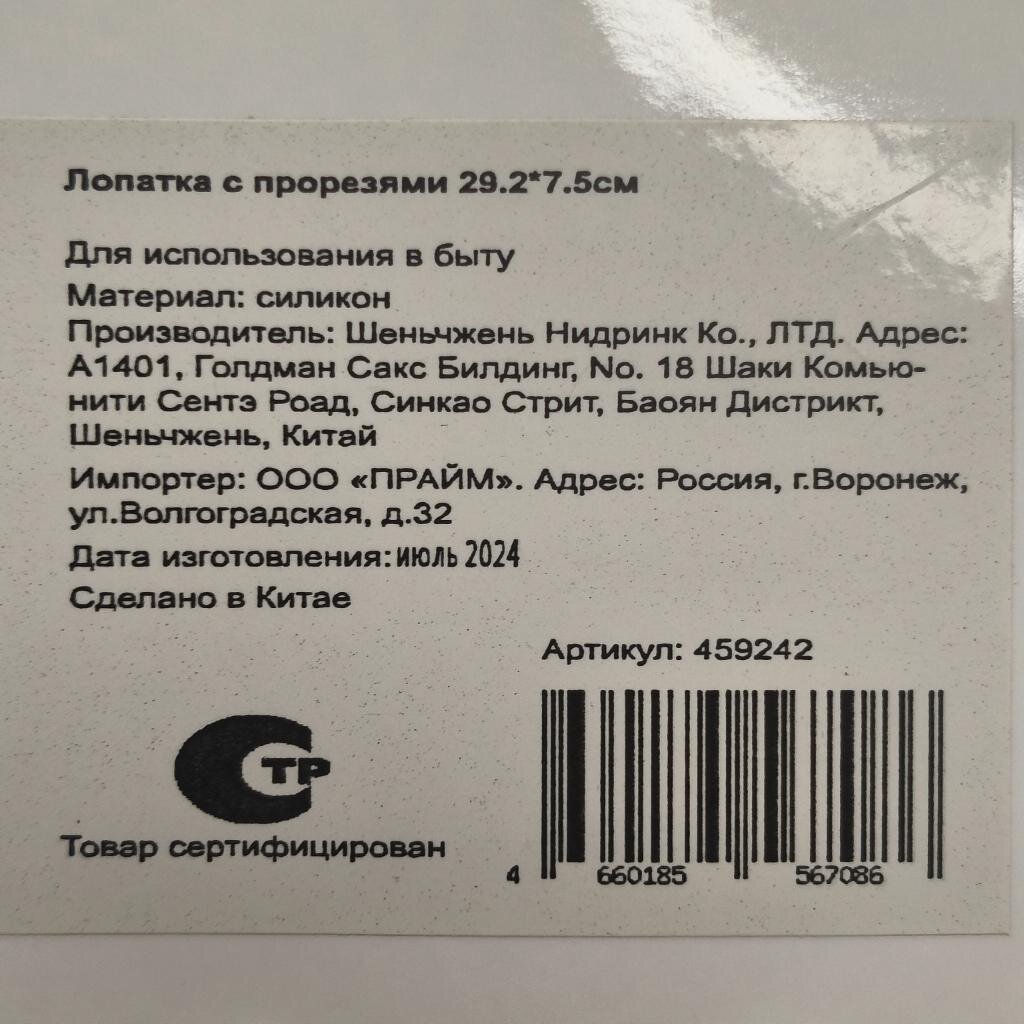 Лопатка с прорезями 29.2*7.5см
Для использования в быту
Материал: силикон
Производитель: Шеньчжень Нидринк Ко., ЛТД. Адрес:
А1401, Голдман Сакс Билдинг, No. 18 Шаки Комью-
нити Сентэ Роад, Синкао Стрит, Баоян Дистрикт,
Шеньчжень, Китай
Импортер: ООО «ПРАЙМ». Адрес: Россия, г.Воронеж,
ул.Волгоградская, д.32
Дата изготовления: июль 2024
Сделано в Китае
Артикул: 459242
СТР
Товар сертифицирован
4 660185 567086